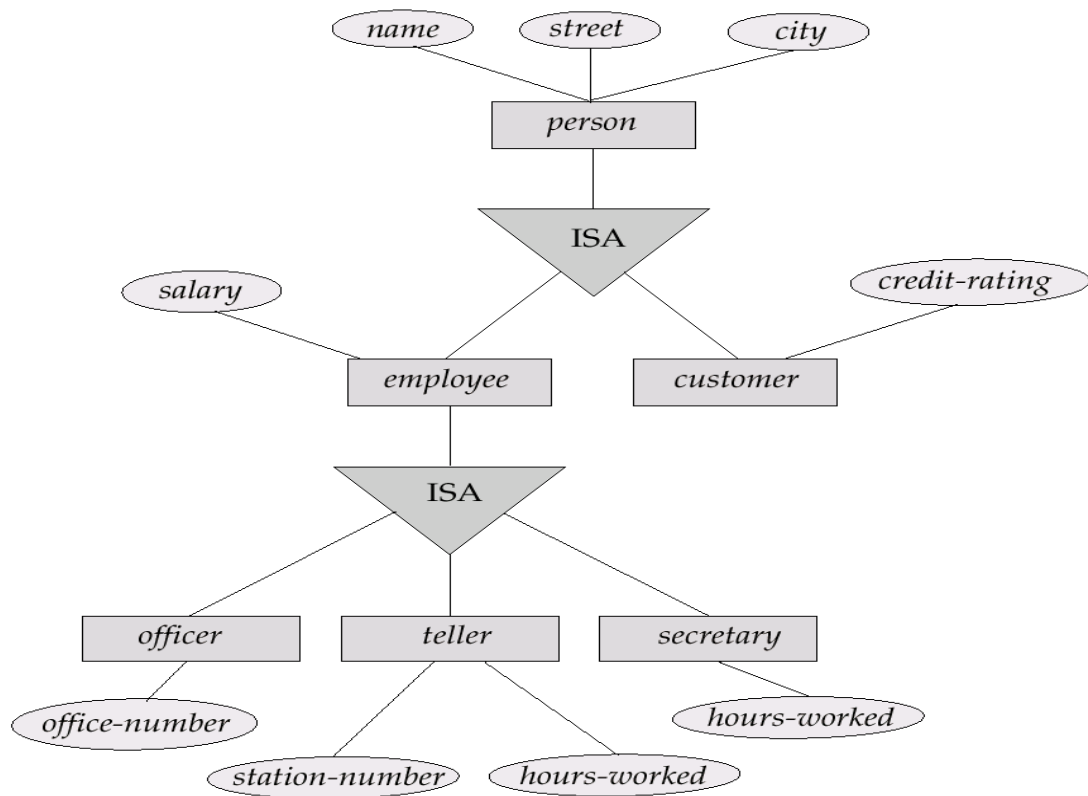 name
street
city
person
ISA
salary
credit-rating
employee
customer
ISA
officer
teller
secretary
office-number
hours-worked
station-number
hours-worked